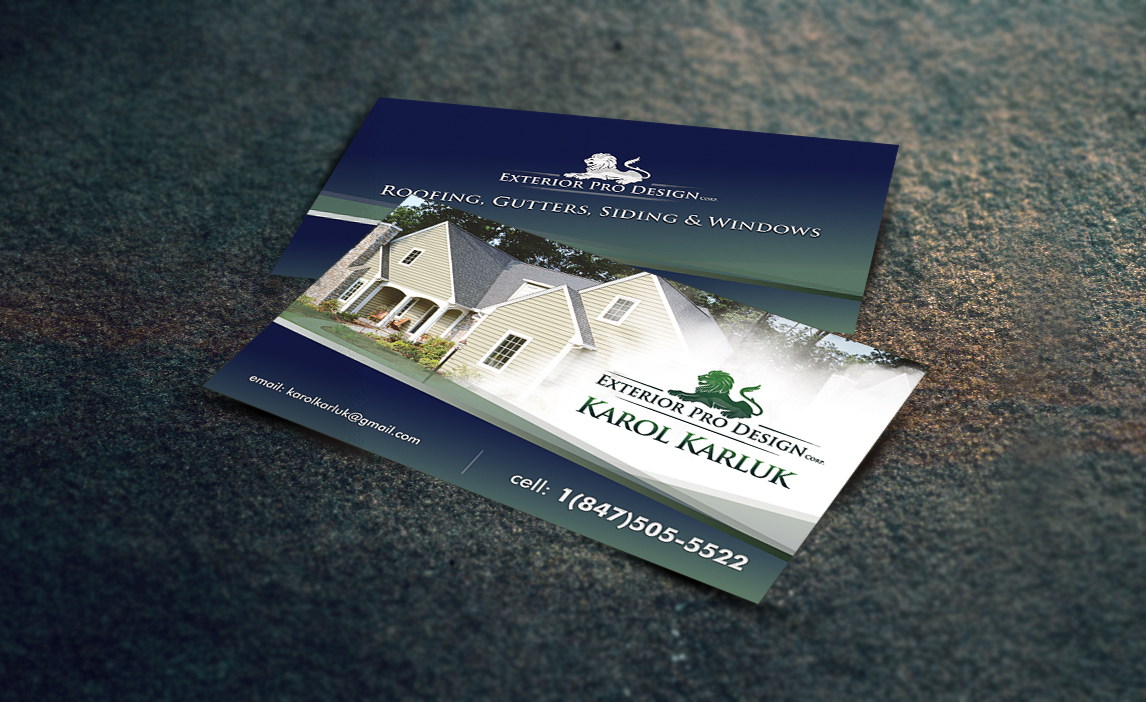 Exterior Pro Design Corp.
Roofing, Gutters, Siding & Windows
Exterior Pro Design Corp.
Karol Karluk
email: karolkarluk@gmail.com
cell: 1(847)505-5522